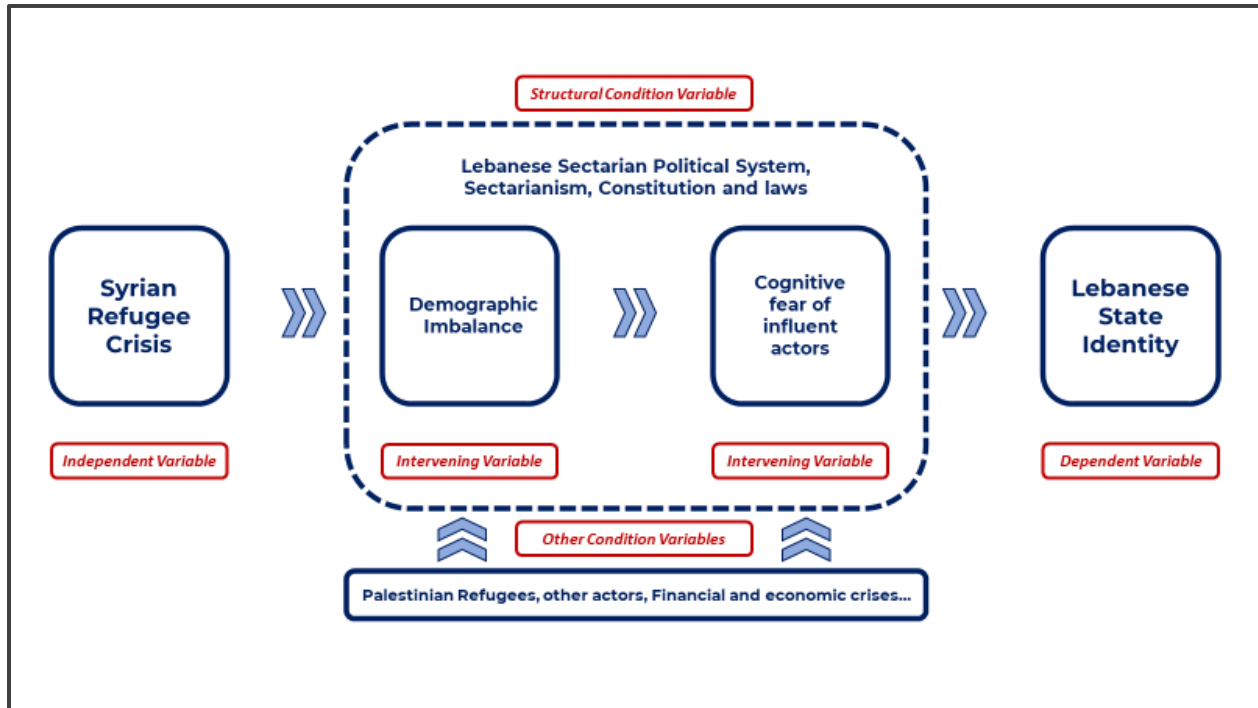 Structural Condition Variable
Lebanese Sectarian Political System,
Sectarianism, Constitution and laws
Syrian
Refugee
Crisis
Demographic
Imbalance
Cognitive
fear of
influent
actors
Lebanese
State
Identity
Independent Variable
Intervening Variable
Intervening Variable
Dependent Variable
Other Condition Variables
Palestinian Refugees, other actors, Financial and economic crises...